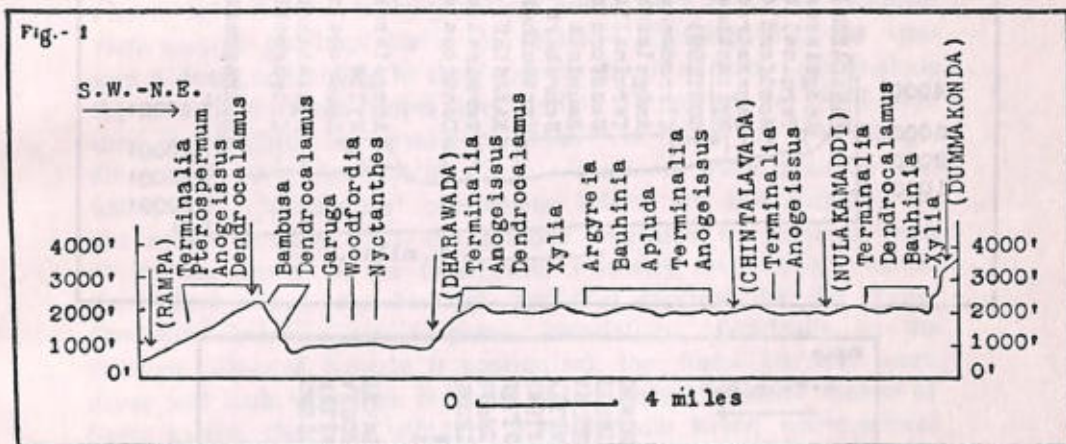 Fig.- 1
S.W.-N.E.
(RAMPA)
Terminalia
Pterospermum
Anogeissus
Dendrocalamus
Bambusa
Dendrocalamus
Garuga
Woodfordia
Nyctanthes
(DHARAWADA)
Terminalia
Anogeissus
Dendrocalamus
Xylia
Argyreia
Bauhinia
Apluda
Terminalia
Anogeissus
(CHINTALAVADA)
Terminalia
Anogeissus
(NULAKAMADDI)
Terminalia
Dendrocamus
Bauhinia
Xylia
(DUMMAKONDA)
4000'
3000'
2000'
1000'
0'
4000'
3000'
2000'
1000'
0'
0 4 miles